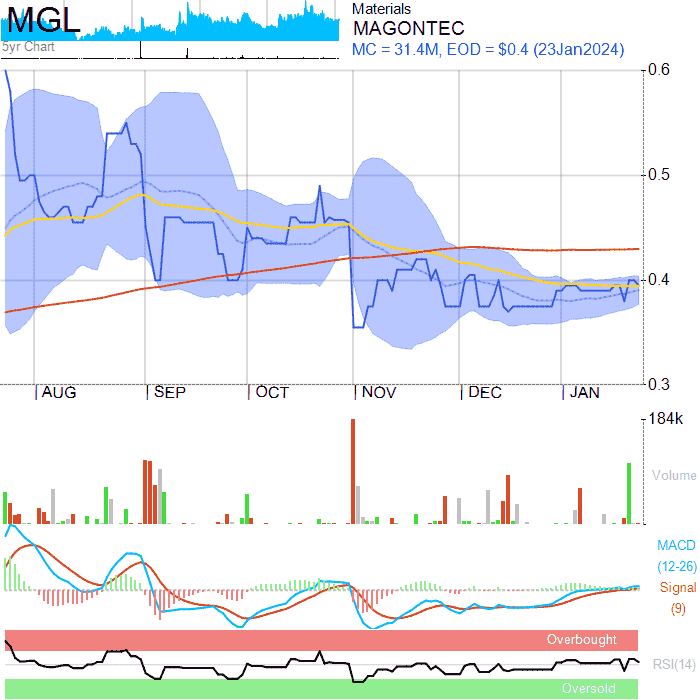 MGL
5yr Chart
Materials
MAGONTEC
MC = 31.4M, EOD = $0.4 (23Jan2024)
0.6
0.5
0.4
0.3
AUG SEP OCT NOV DEC JAN
184k
Volume
MACD
(12-26)
Signal
(9)
Overbought
RSI(14)
Oversold